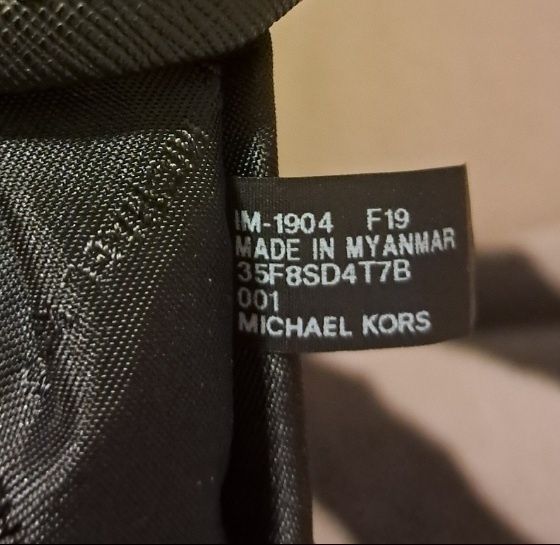 IM-1904 F19
MADE IN MYANMAR
35F8SD4T7B
001
MICHAEL KORS